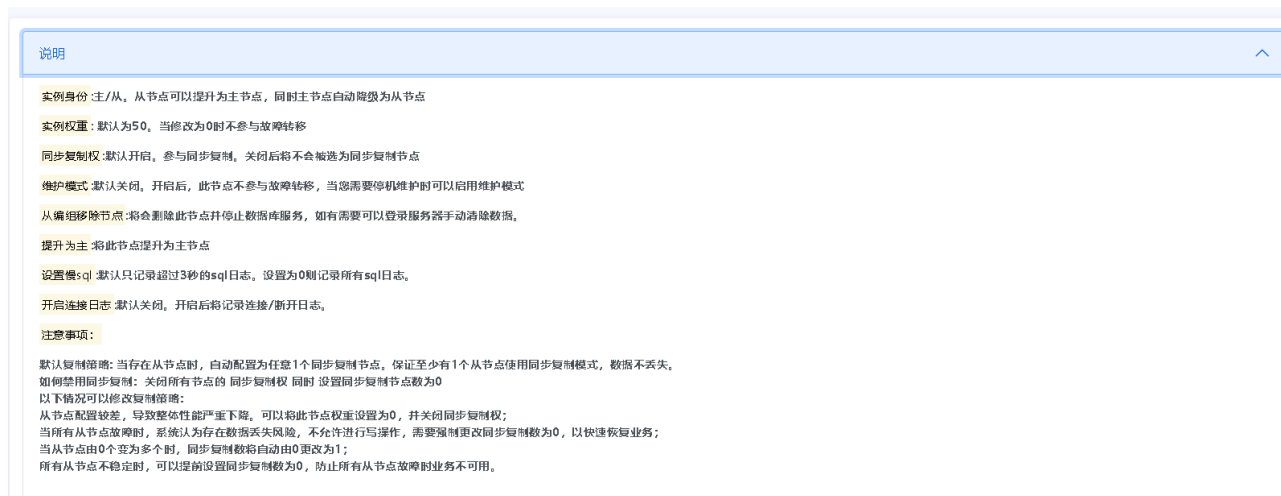 说明
实例身份:主/从。从节点可以提升为主节点，同时主节点自动降级为从节点
实例权重: 默认为50。当修改为0时不参与故障转移
同步复制权:默认开启。参与同步复制。关闭后将不会被选为同步复制节点
维护模式:默认关闭。开启后，此节点不参与故障转移，当您需要停机维护时可以启用维护模式
从编组移除节点:将会删除此节点并停止数据库服务，如有需要可以登录服务器手动清除数据。
提升为主:将此节点提升为主节点
设置慢sql:默认只记录超过3秒的sql日志。设置为0则记录所有sql日志。
开启连接日志:默认关闭。开启后将记录连接/断开日志。
注意事项：
默认复制策略: 当存在从节点时，自动配置为任意1个同步复制节点。保证至少有1个从节点使用同步复制模式，数据不丢失。
如何禁用同步复制：关闭所有节点的 同步复制权 同时 设置同步复制节点数为0
以下情况可以修改复制策略：
从节点配置较差，导致整体性能严重下降。可以将此节点权重设置为0，并关闭同步复制权；
当所有从节点故障时，系统认为存在数据丢失风险，不允许进行写操作，需要强制更改同步复制数为0，以快速恢复业务；
当从节点由0个变为多个时，同步复制数将自动由0更改为1；
所有从节点不稳定时，可以提前设置同步复制数为0，防止所有从节点故障时业务不可用。